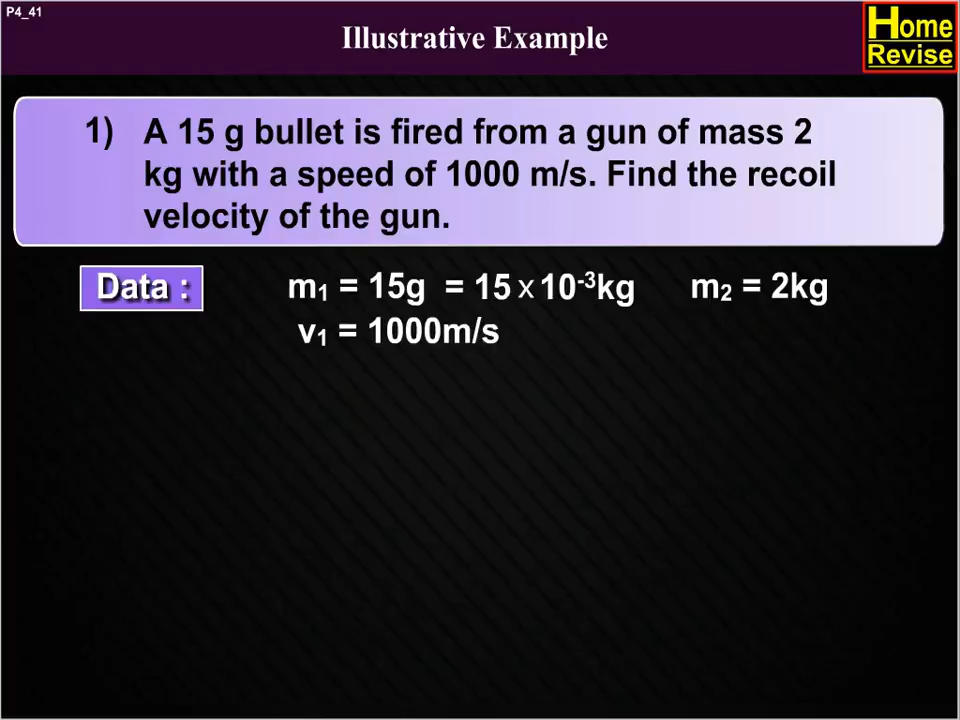 P4_41
Illustrative Example
Home
Revise
1) A 15 g bullet is fired from a gun of mass 2
kg with a speed of 1000 m/s. Find the recoil
velocity of the gun.
Data : m₁ = 15g = 15 x 10⁻³kg m₂ = 2kg
v₁ = 1000m/s